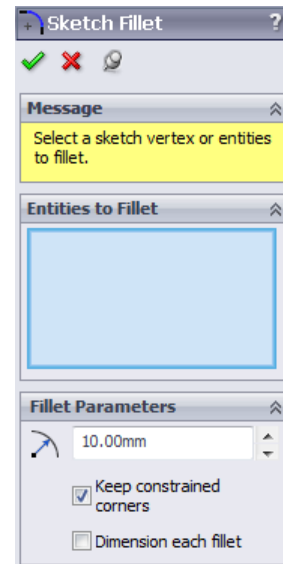 Sketch Fillet ?
Message
Select a sketch vertex or entities
to fillet.
Entities to Fillet
Fillet Parameters
10.00mm
Keep constrained
corners
Dimension each fillet